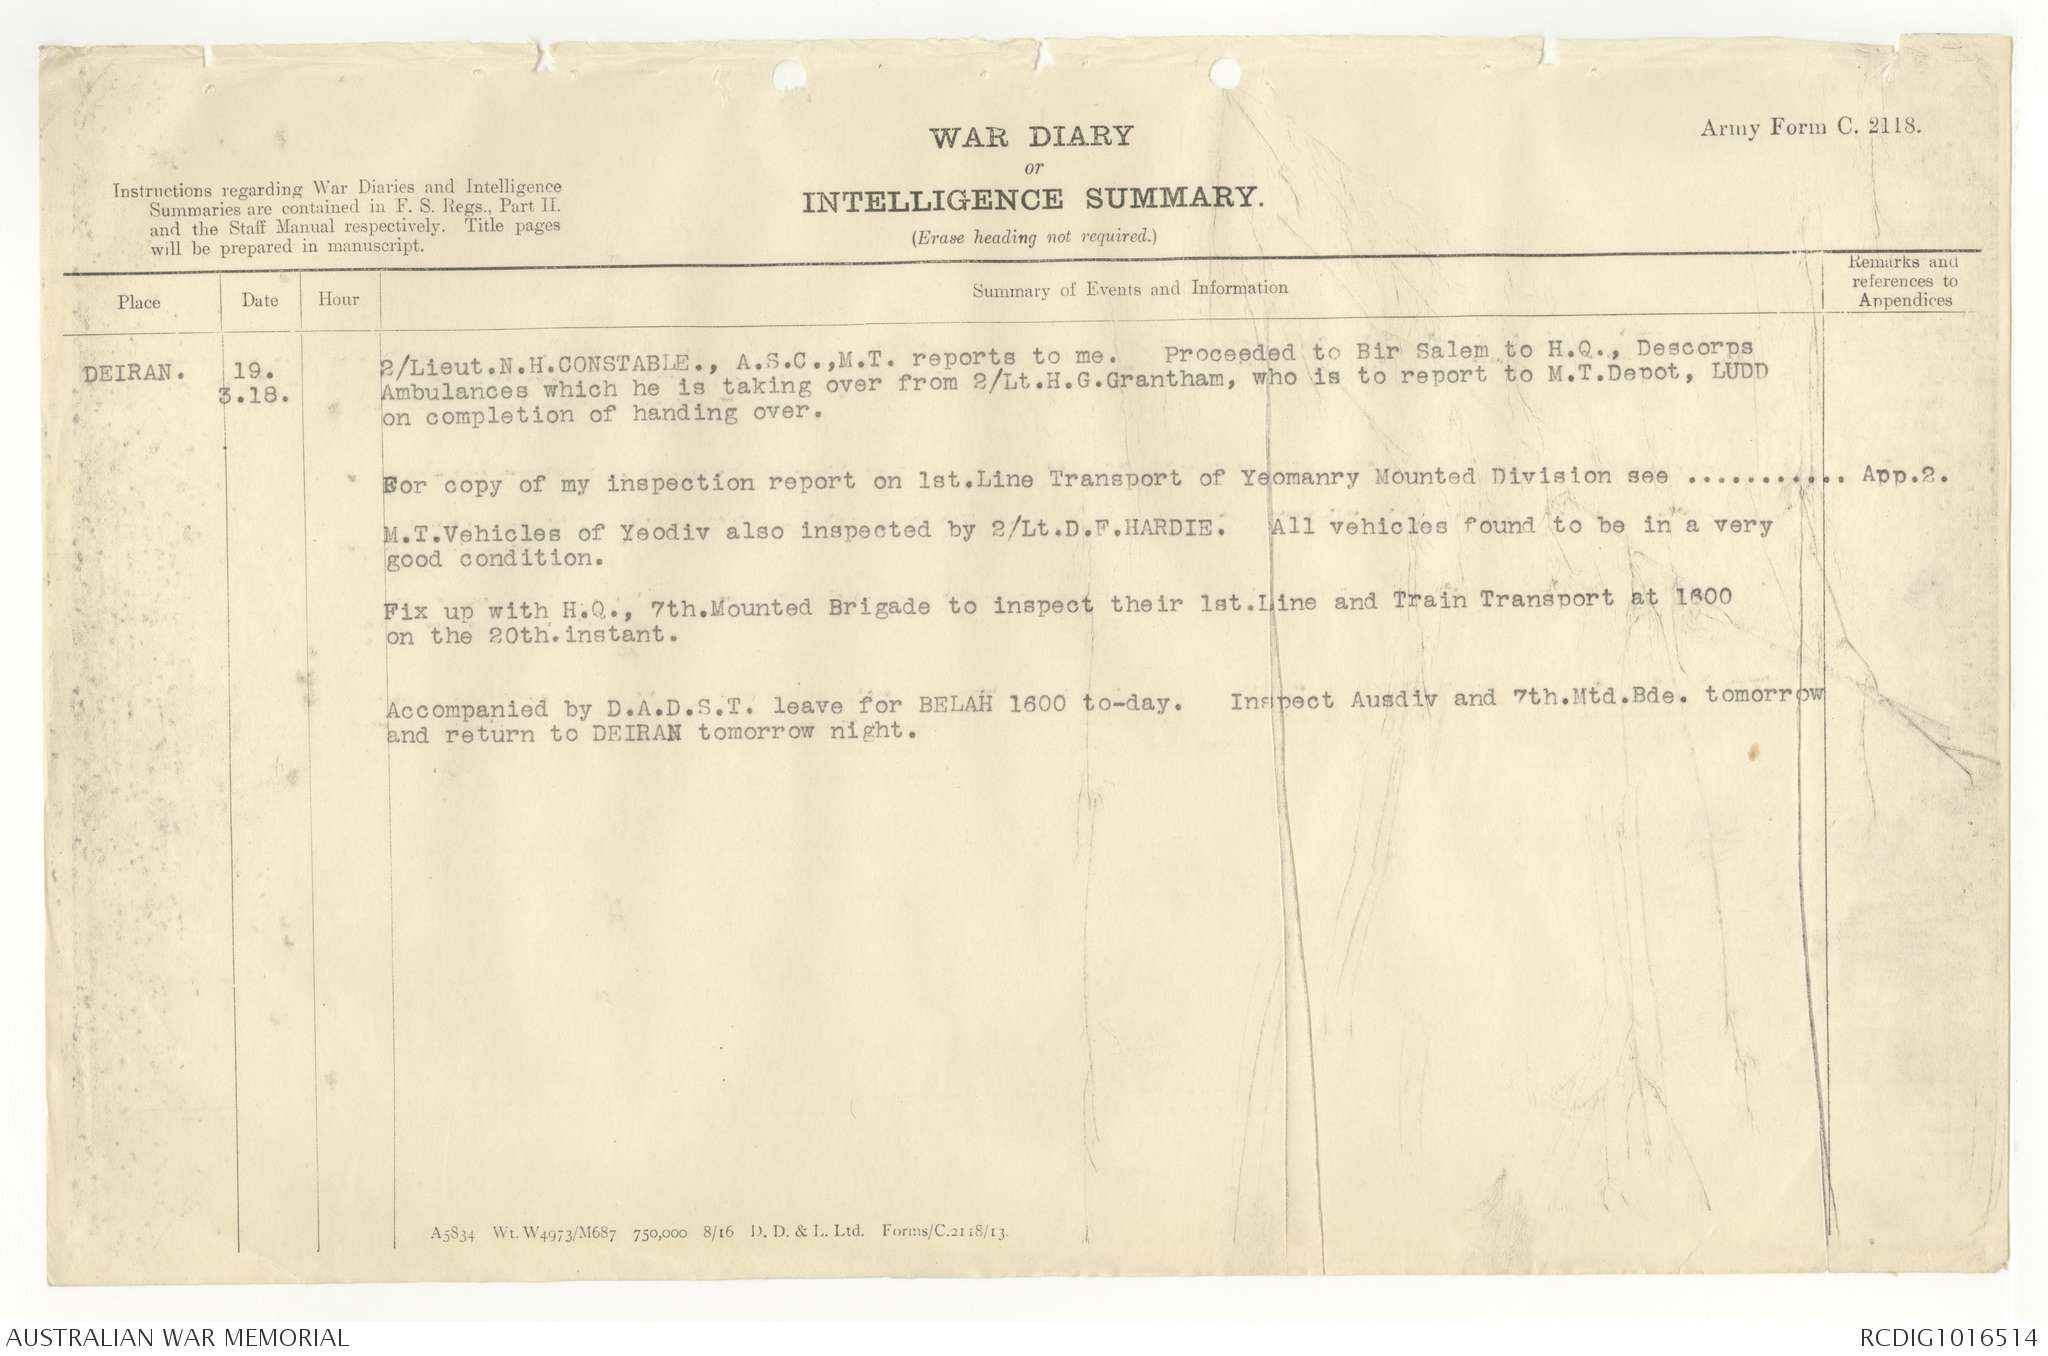 Army Form C. 2118.
WAR DIARY
or
INTELLIGENCE SUMMARY.
(Erase heading not required.)
Instructions regarding War Diaries and Intelligence
Summaries are contained in F. S. Regs., Part II.
and the Staff Manual respectively. Title pages
will be prepared in manuscript.
Place
Date
Hour
Summary of Events and Information
Remarks and
references to
Appendices
DEIRAN.
19.
3.18.
2/Lieut.N.H.CONSTABLE., A.S.C.,M.T. reports to me. Proceeded to Bir Salem to H.Q., Descorps
Ambulances which he is taking over from 2/Lt.H.G.Grantham, who is to report to M.T.Depot, LUDD
on completion of handing over.
For copy of my inspection report on 1st.Line Transport of Yeomanry Mounted Division see ........... App.2.
M.T.Vehicles of Yeodiv also inspected by 2/Lt.D.F.HARDIE. All vehicles found to be in a very
good condition.
Fix up with H.Q., 7th.Mounted Brigade to inspect their 1st.Line and Train Transport at 1600
on the 20th.instant.
Accompanied by D.A.D.S.T. leave for BELAH 1600 to-day. Inspect Ausdiv and 7th.Mtd.Bde. tomorrow
and return to DEIRAN tomorrow night.
A5834 Wt. W4973/M687 750,000 8/16 D. D. & L. Ltd. Forms/C.2118/13.
AUSTRALIAN WAR MEMORIAL
RCDIG1016514